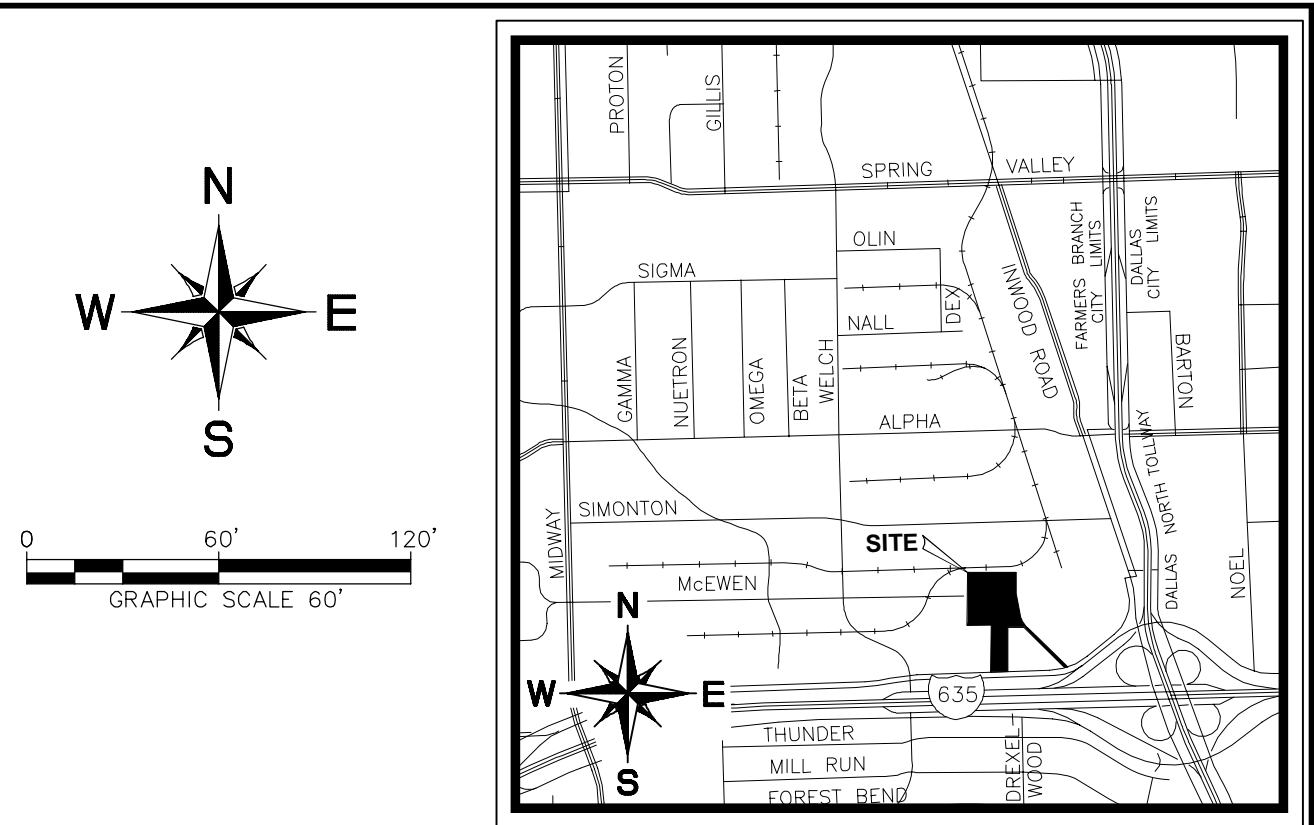 N
W
E
S
0
60'
120'
GRAPHIC SCALE 60'
PROTON
GILLIS
SPRING
VALLEY
OLIN
SIGMA
DEX
NALL
INWOOD ROAD
FARMERS BRANCH
CITY LIMITS
DALLAS
CITY LIMITS
BARTON
GAMMA
NUETRON
OMEGA
BETA
WELCH
ALPHA
DALLAS NORTH TOLLWAY
SIMONTON
MIDWAY
SITE
McEWEN
NOEL
N
W
E
S
635
THUNDER
MILL RUN
FOREST BEND
DREXEL-
WOOD